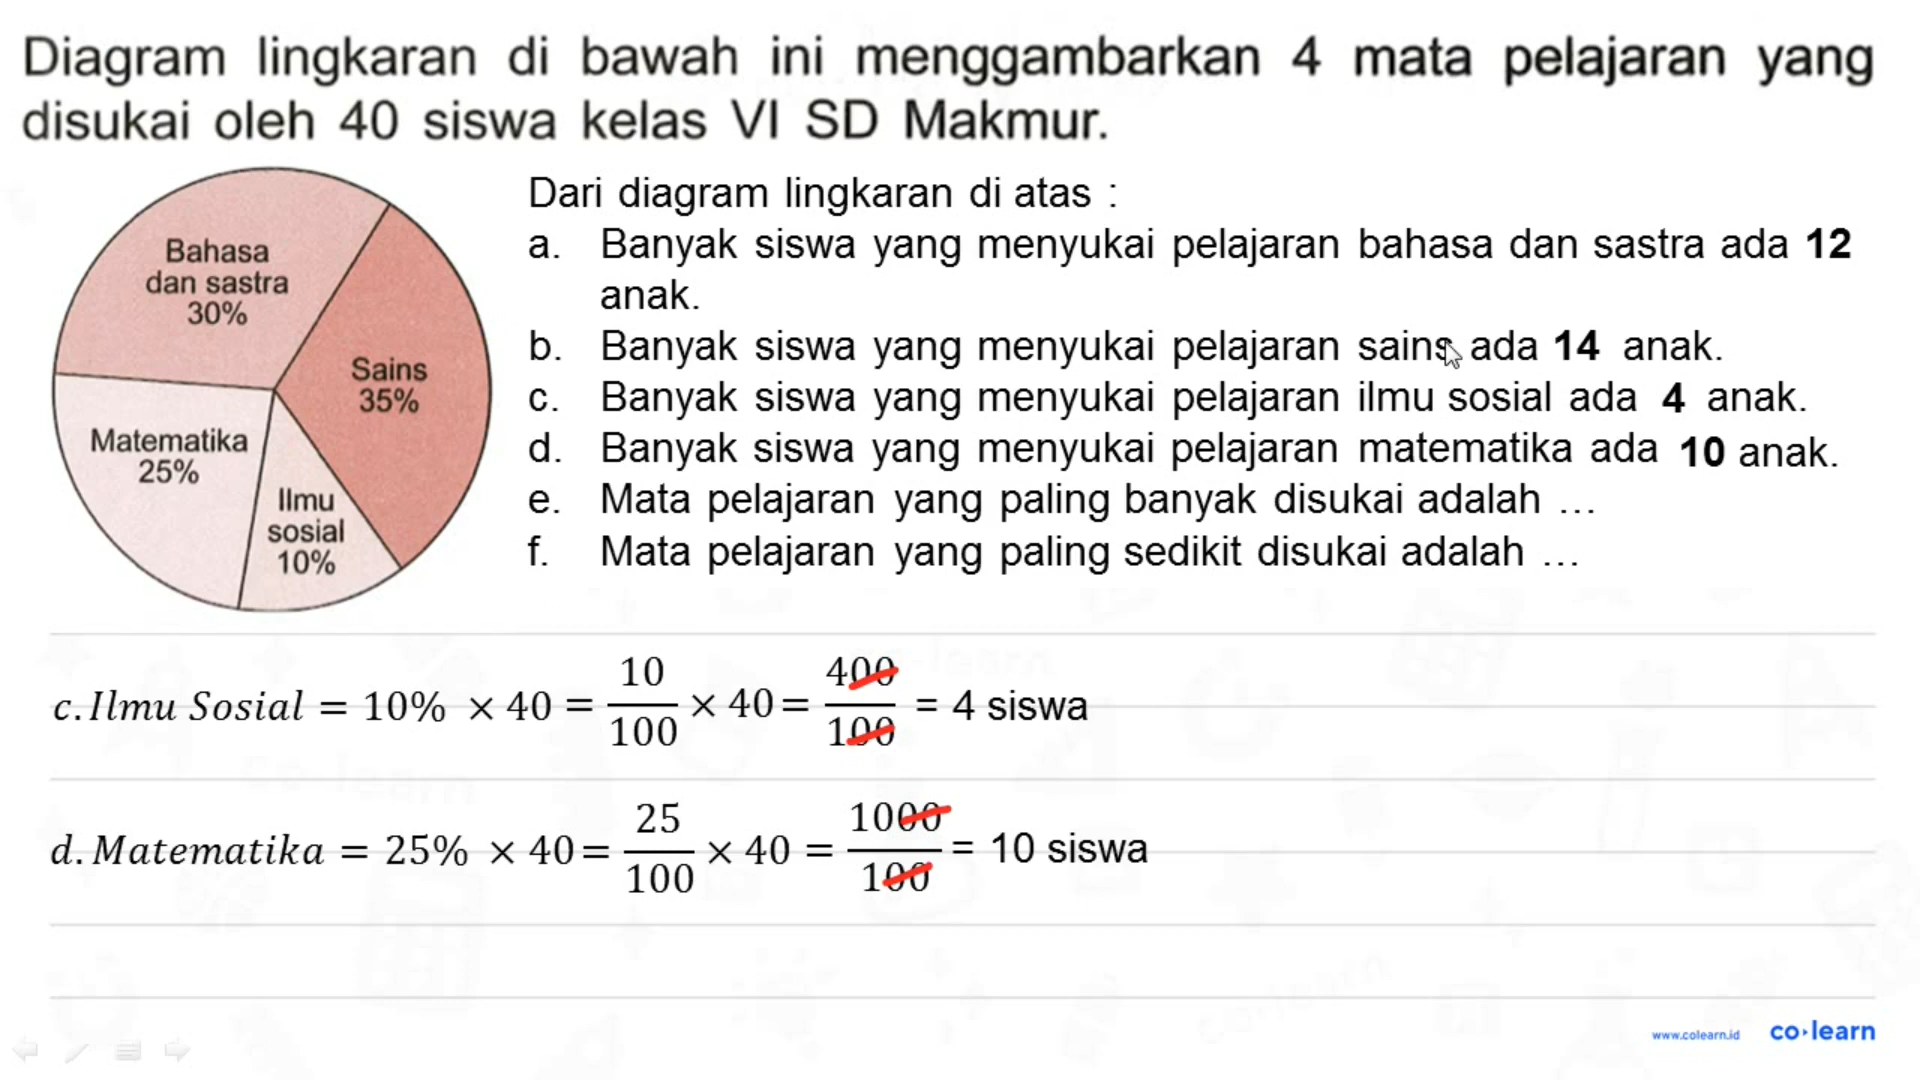 Diagram lingkaran di bawah ini menggambarkan 4 mata pelajaran yang
disukai oleh 40 siswa kelas VI SD Makmur.
Bahasa
dan sastra
30%
Sains
35%
Matematika
25%
Ilmu
sosial
10%
Dari diagram lingkaran di atas :
a. Banyak siswa yang menyukai pelajaran bahasa dan sastra ada 12
anak.
b. Banyak siswa yang menyukai pelajaran sains ada 14 anak.
c. Banyak siswa yang menyukai pelajaran ilmu sosial ada 4 anak.
d. Banyak siswa yang menyukai pelajaran matematika ada 10 anak.
e. Mata pelajaran yang paling banyak disukai adalah ...
f. Mata pelajaran yang paling sedikit disukai adalah ...
c. Ilmu Sosial = 10% × 40 = 10/100 × 40 = 400/100 = 4 siswa
d. Matematika = 25% × 40 = 25/100 × 40 = 1000/100 = 10 siswa
www.colearn.id co learn